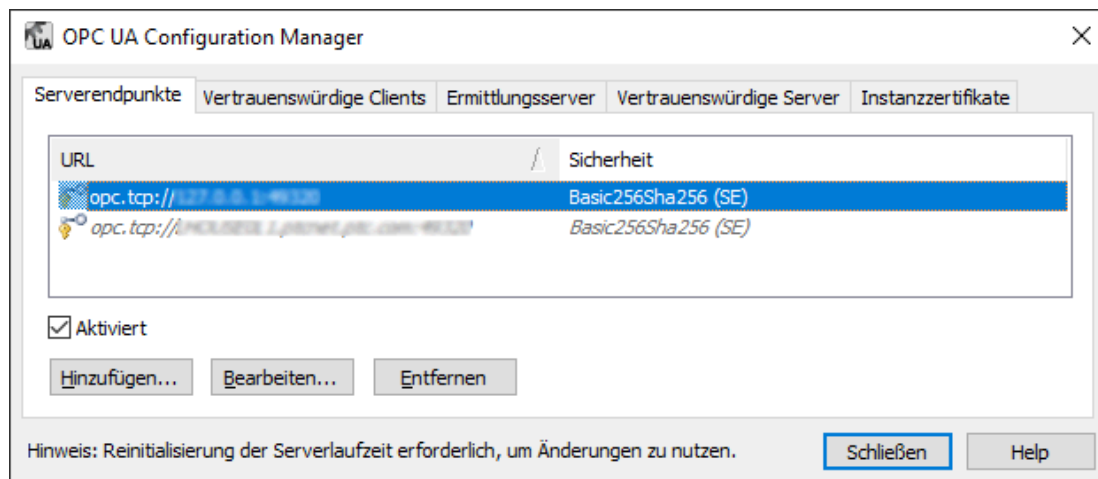 UA OPC UA Configuration Manager
Serverendpunkte Vertrauenswürdige Clients Ermittlungsserver Vertrauenswürdige Server Instanzzertifikate
URL Sicherheit
opc.tcp:// Basic256Sha256 (SE)
opc.tcp:// Basic256Sha256 (SE)
Aktiviert
Hinzufügen... Bearbeiten... Entfernen
Hinweis: Reinitialisierung der Serverlaufzeit erforderlich, um Änderungen zu nutzen. Schließen Help